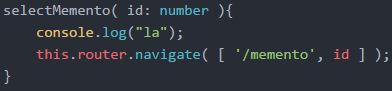 selectMemento( id: number ){
    console.log("la");
    this.router.navigate( [ '/memento', id ] );
}